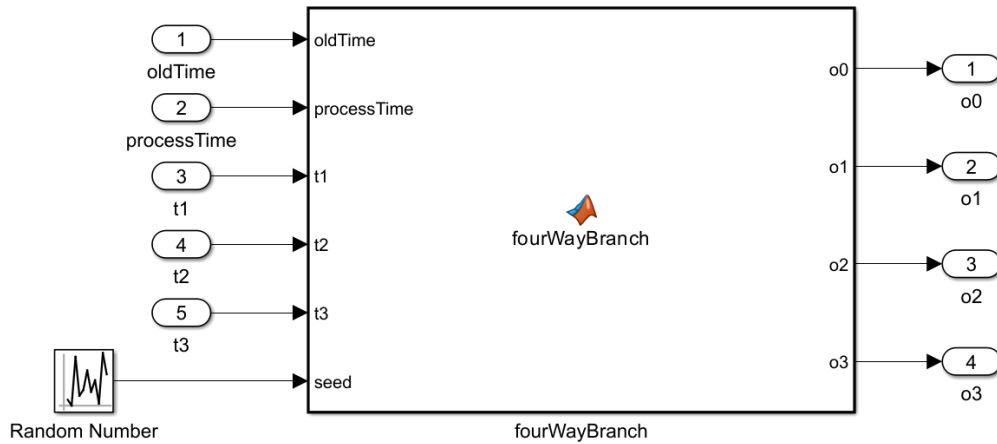 1
oldTime
oldTime
2
processTime
processTime
3
t1
t1
4
t2
t2
5
t3
t3
seed
Random Number
fourWayBranch
fourWayBranch
o0
1
o0
o1
2
o1
o2
3
o2
o3
4
o3